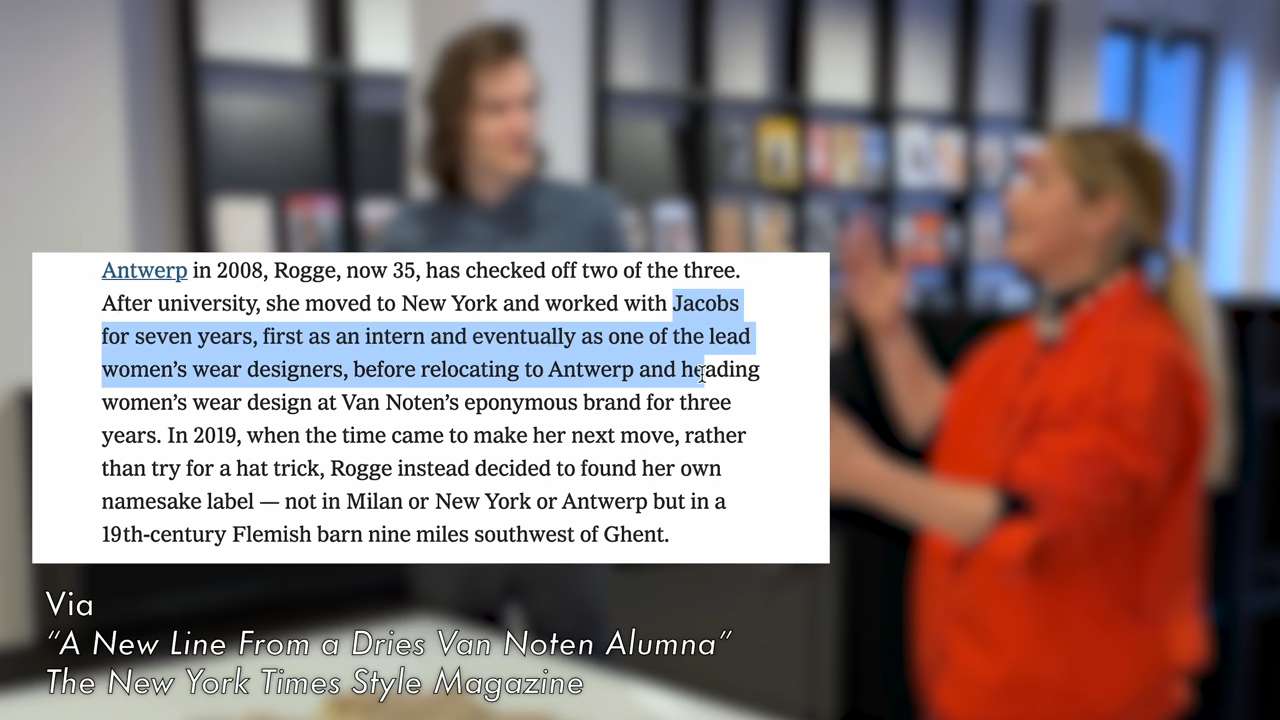 Antwerp in 2008, Rogge, now 35, has checked off two of the three.
After university, she moved to New York and worked with Jacobs
for seven years, first as an intern and eventually as one of the lead
women’s wear designers, before relocating to Antwerp and heading
women’s wear design at Van Noten’s eponymous brand for three
years. In 2019, when the time came to make her next move, rather
than try for a hat trick, Rogge instead decided to found her own
namesake label — not in Milan or New York or Antwerp but in a
19th-century Flemish barn nine miles southwest of Ghent.
Via
“A New Line From a Dries Van Noten Alumna”
The New York Times Style Magazine